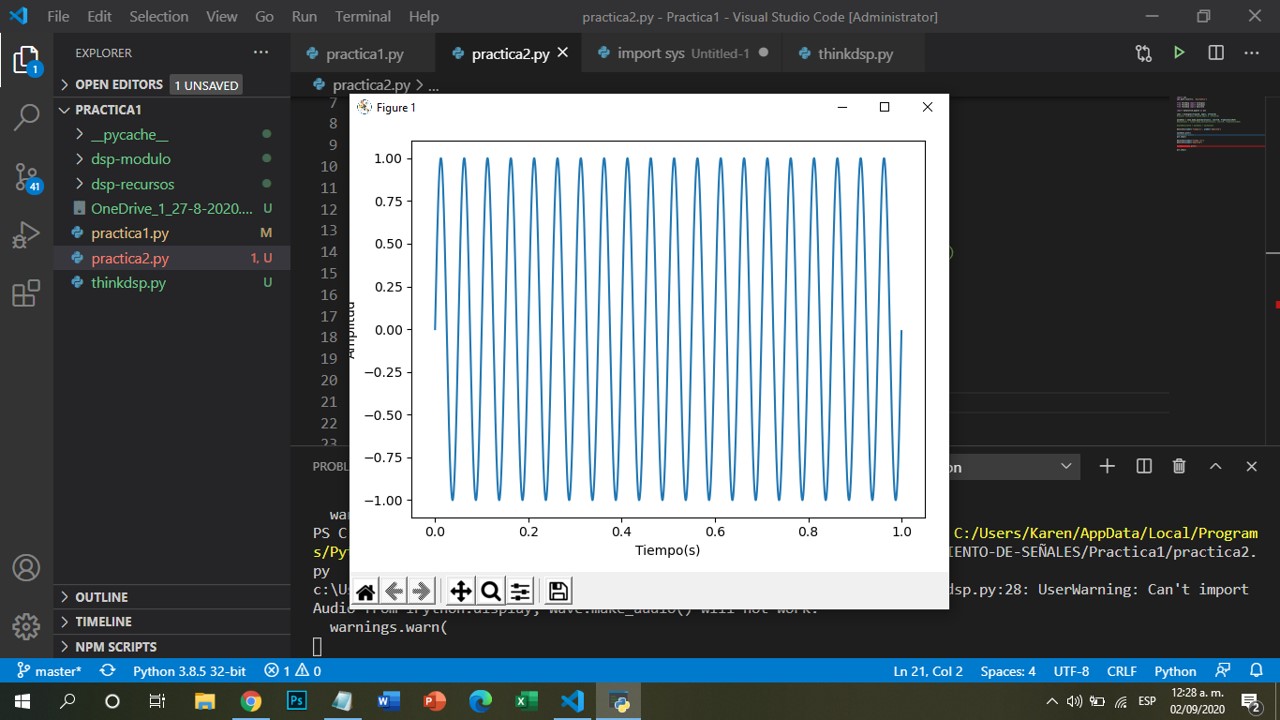 File Edit Selection View Go Run Terminal Help practica2.py - Practica1 - Visual Studio Code [Administrator]
EXPLORER ...
practica1.py practica2.py import sys Untitled-1 thinkdsp.py
OPEN EDITORS 1 UNSAVED
practica2.py > ...
PRACTICA1
__pycache__
dsp-modulo
dsp-recursos
OneDrive_1_27-8-2020.... U
practica1.py M
practica2.py 1, U
thinkdsp.py U
OUTLINE
TIMELINE
NPM SCRIPTS
1
41
7
8
9
10
11
12
13
14 )
15
16
17
18
19
20
21
22
23
Figure 1
1.00
0.75
0.50
0.25
0.00
−0.25
−0.50
−0.75
−1.00
Amplitud
0.0 0.2 0.4 0.6 0.8 1.0
Tiempo(s)
PROBL on
war
PS C C:/Users/Karen/AppData/Local/Program
s/Pyt IENTO-DE-SEÑALES/Practica1/practica2.
py
c:\Us dsp.py:28: UserWarning: Can't import
Audio from IPython.display; Wave.make_audio() will not work.
warnings.warn(
master* Python 3.8.5 32-bit 1 0 Ln 21, Col 2 Spaces: 4 UTF-8 CRLF Python
ESP 12:28 a. m.
02/09/2020 2